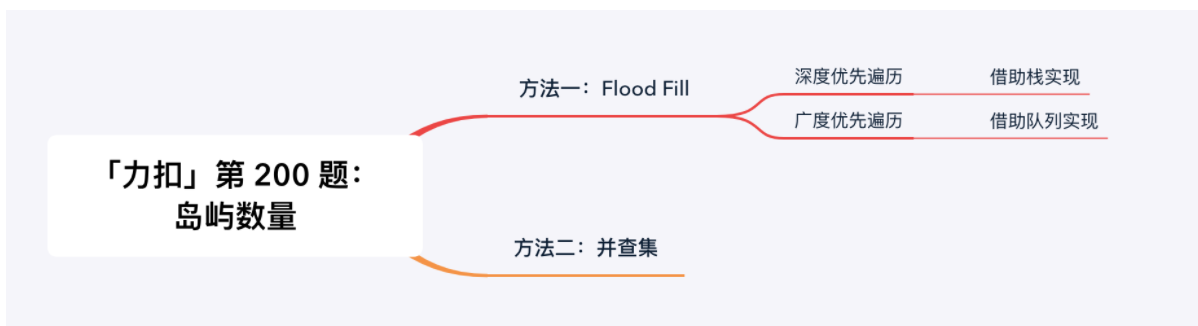 「力扣」第 200 题：
岛屿数量
方法一：Flood Fill
深度优先遍历
借助栈实现
广度优先遍历
借助队列实现
方法二：并查集